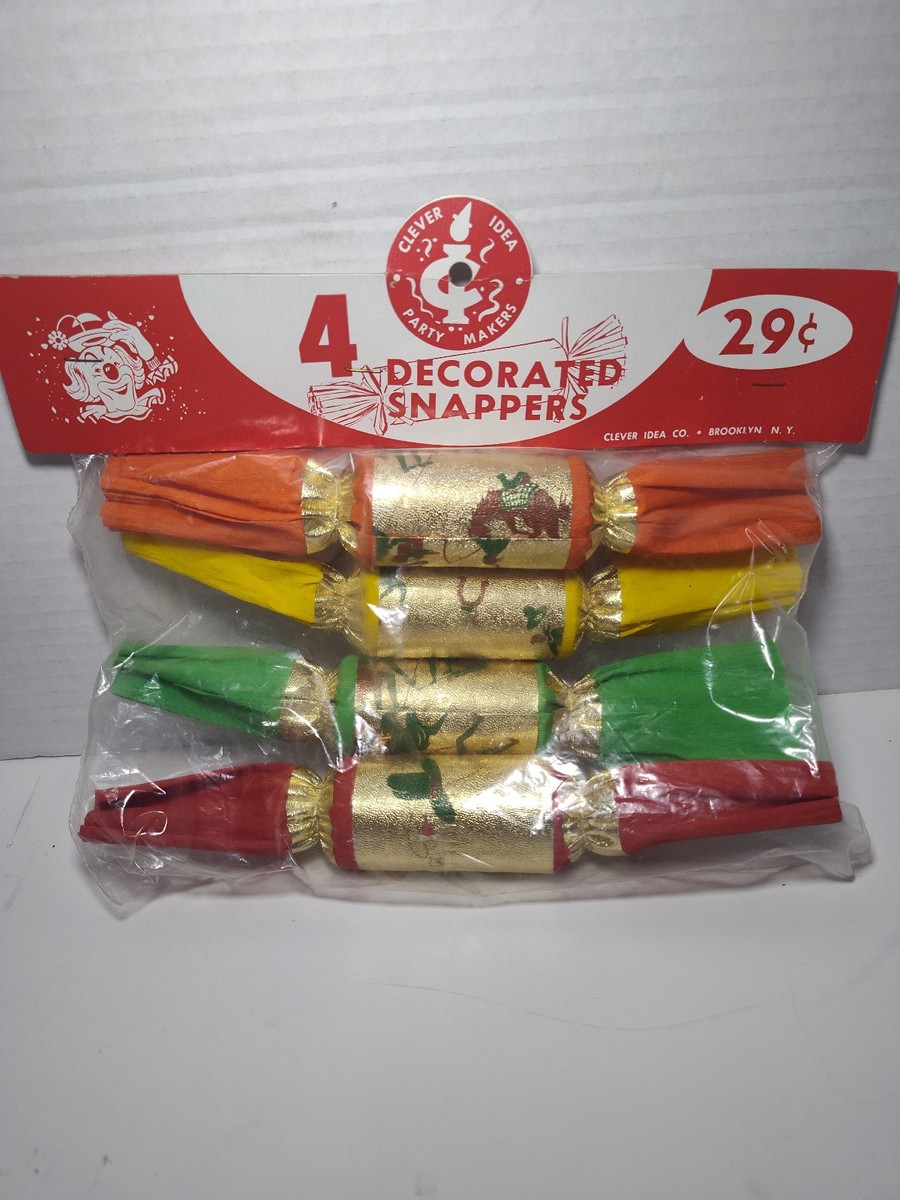 CLEVER IDEA
PARTY MAKERS
4
DECORATED
SNAPPERS
29¢
CLEVER IDEA CO. • BROOKLYN N. Y.